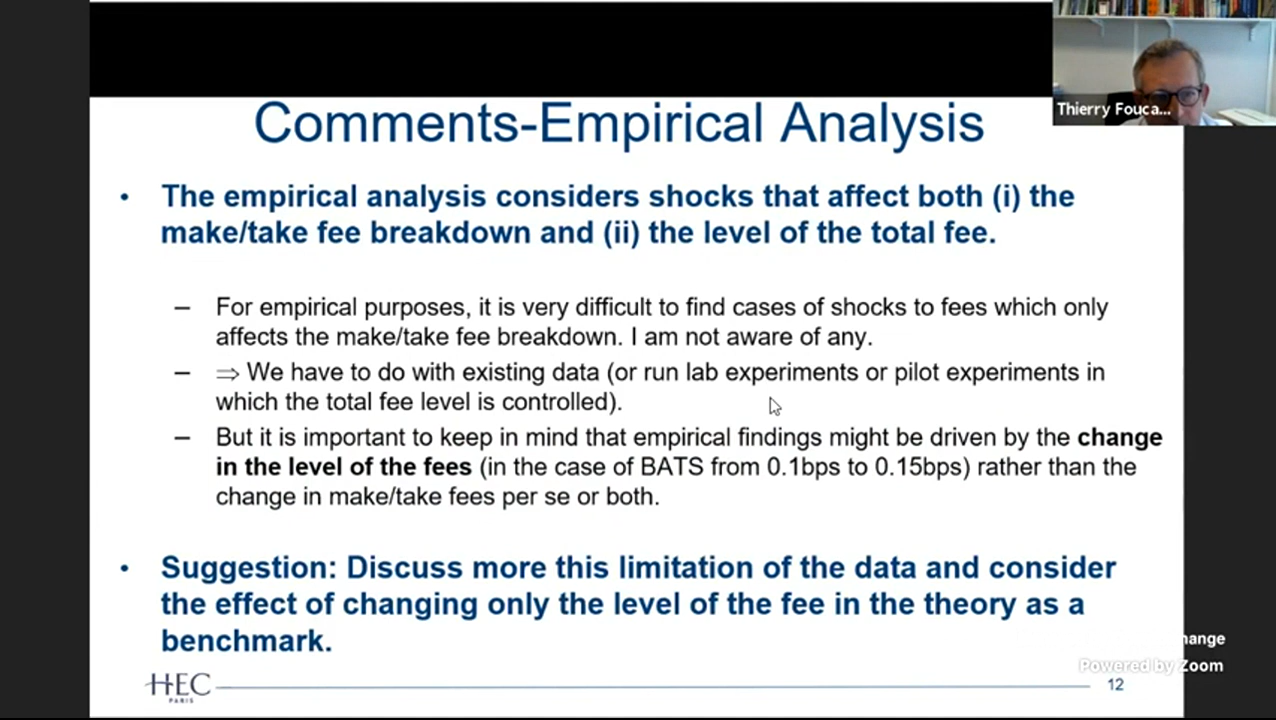 Thierry Fouca...
Comments-Empirical Analysis
• The empirical analysis considers shocks that affect both (i) the
make/take fee breakdown and (ii) the level of the total fee.
– For empirical purposes, it is very difficult to find cases of shocks to fees which only
affects the make/take fee breakdown. I am not aware of any.
– ⇒ We have to do with existing data (or run lab experiments or pilot experiments in
which the total fee level is controlled).
– But it is important to keep in mind that empirical findings might be driven by the change
in the level of the fees (in the case of BATS from 0.1bps to 0.15bps) rather than the
change in make/take fees per se or both.
• Suggestion: Discuss more this limitation of the data and consider
the effect of changing only the level of the fee in the theory as a
benchmark.
hange
Powered by Zoom
HEC
PARIS
12